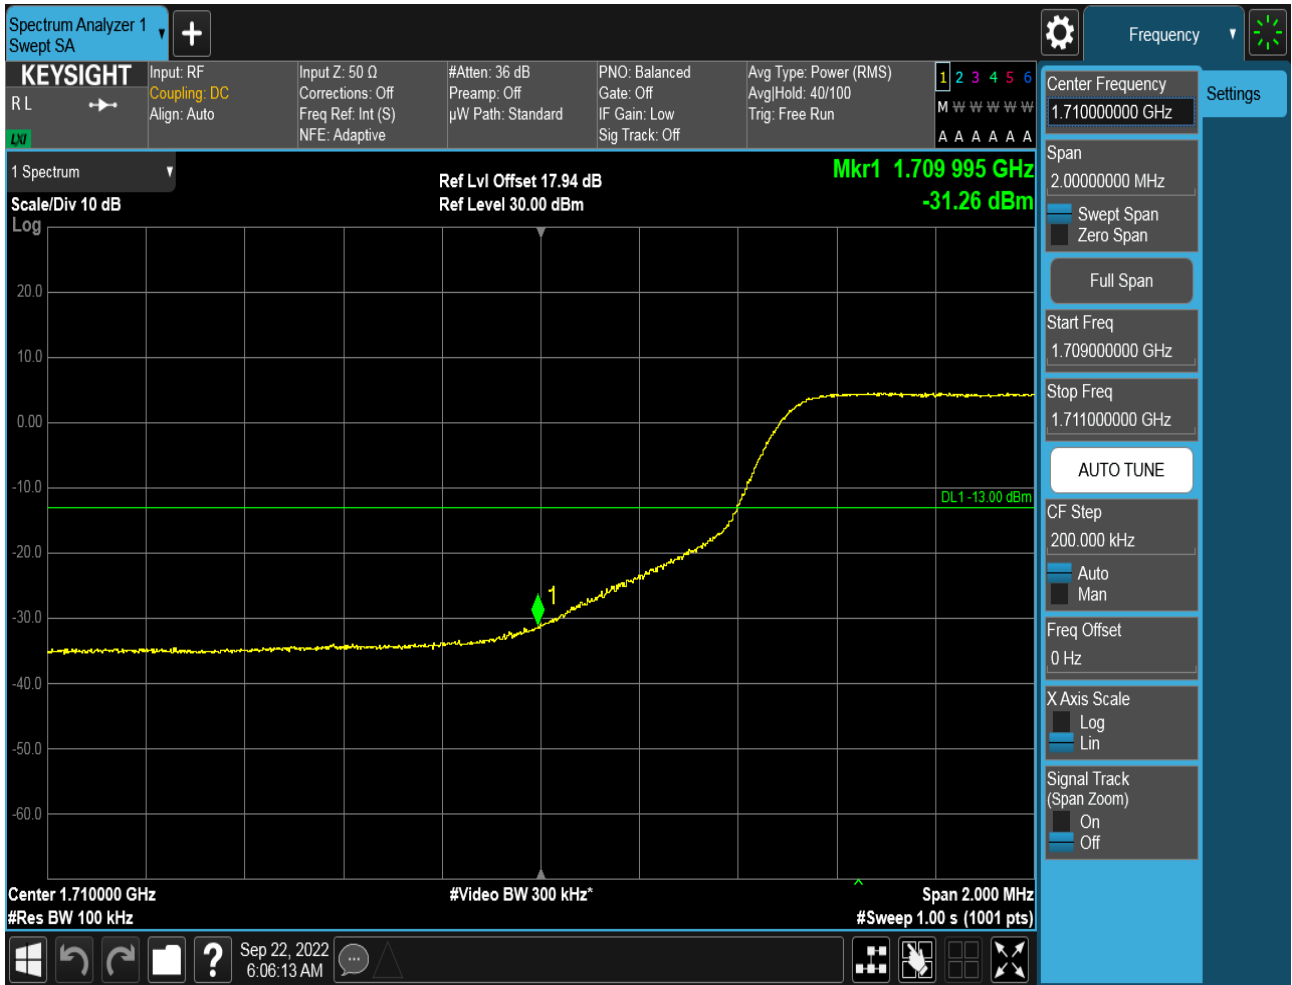 Spectrum Analyzer 1
Swept SA
Frequency
KEYSIGHT
R L
LXI
Input: RF
Coupling: DC
Align: Auto
Input Z: 50 Ω
Corrections: Off
Freq Ref: Int (S)
NFE: Adaptive
#Atten: 36 dB
Preamp: Off
µW Path: Standard
PNO: Balanced
Gate: Off
IF Gain: Low
Sig Track: Off
Avg Type: Power (RMS)
Avg|Hold: 40/100
Trig: Free Run
1 2 3 4 5 6
M W W W W W
A A A A A A
1 Spectrum
Scale/Div 10 dB
Log
Ref Lvl Offset 17.94 dB
Ref Level 30.00 dBm
Mkr1 1.709 995 GHz
-31.26 dBm
20.0
10.0
0.00
-10.0
-20.0
-30.0
-40.0
-50.0
-60.0
DL1 -13.00 dBm
1
Center 1.710000 GHz
#Res BW 100 kHz
#Video BW 300 kHz*
Span 2.000 MHz
#Sweep 1.00 s (1001 pts)
Center Frequency
1.710000000 GHz
Settings
Span
2.00000000 MHz
Swept Span
Zero Span
Full Span
Start Freq
1.709000000 GHz
Stop Freq
1.711000000 GHz
AUTO TUNE
CF Step
200.000 kHz
Auto
Man
Freq Offset
0 Hz
X Axis Scale
Log
Lin
Signal Track
(Span Zoom)
On
Off
?
Sep 22, 2022
6:06:13 AM